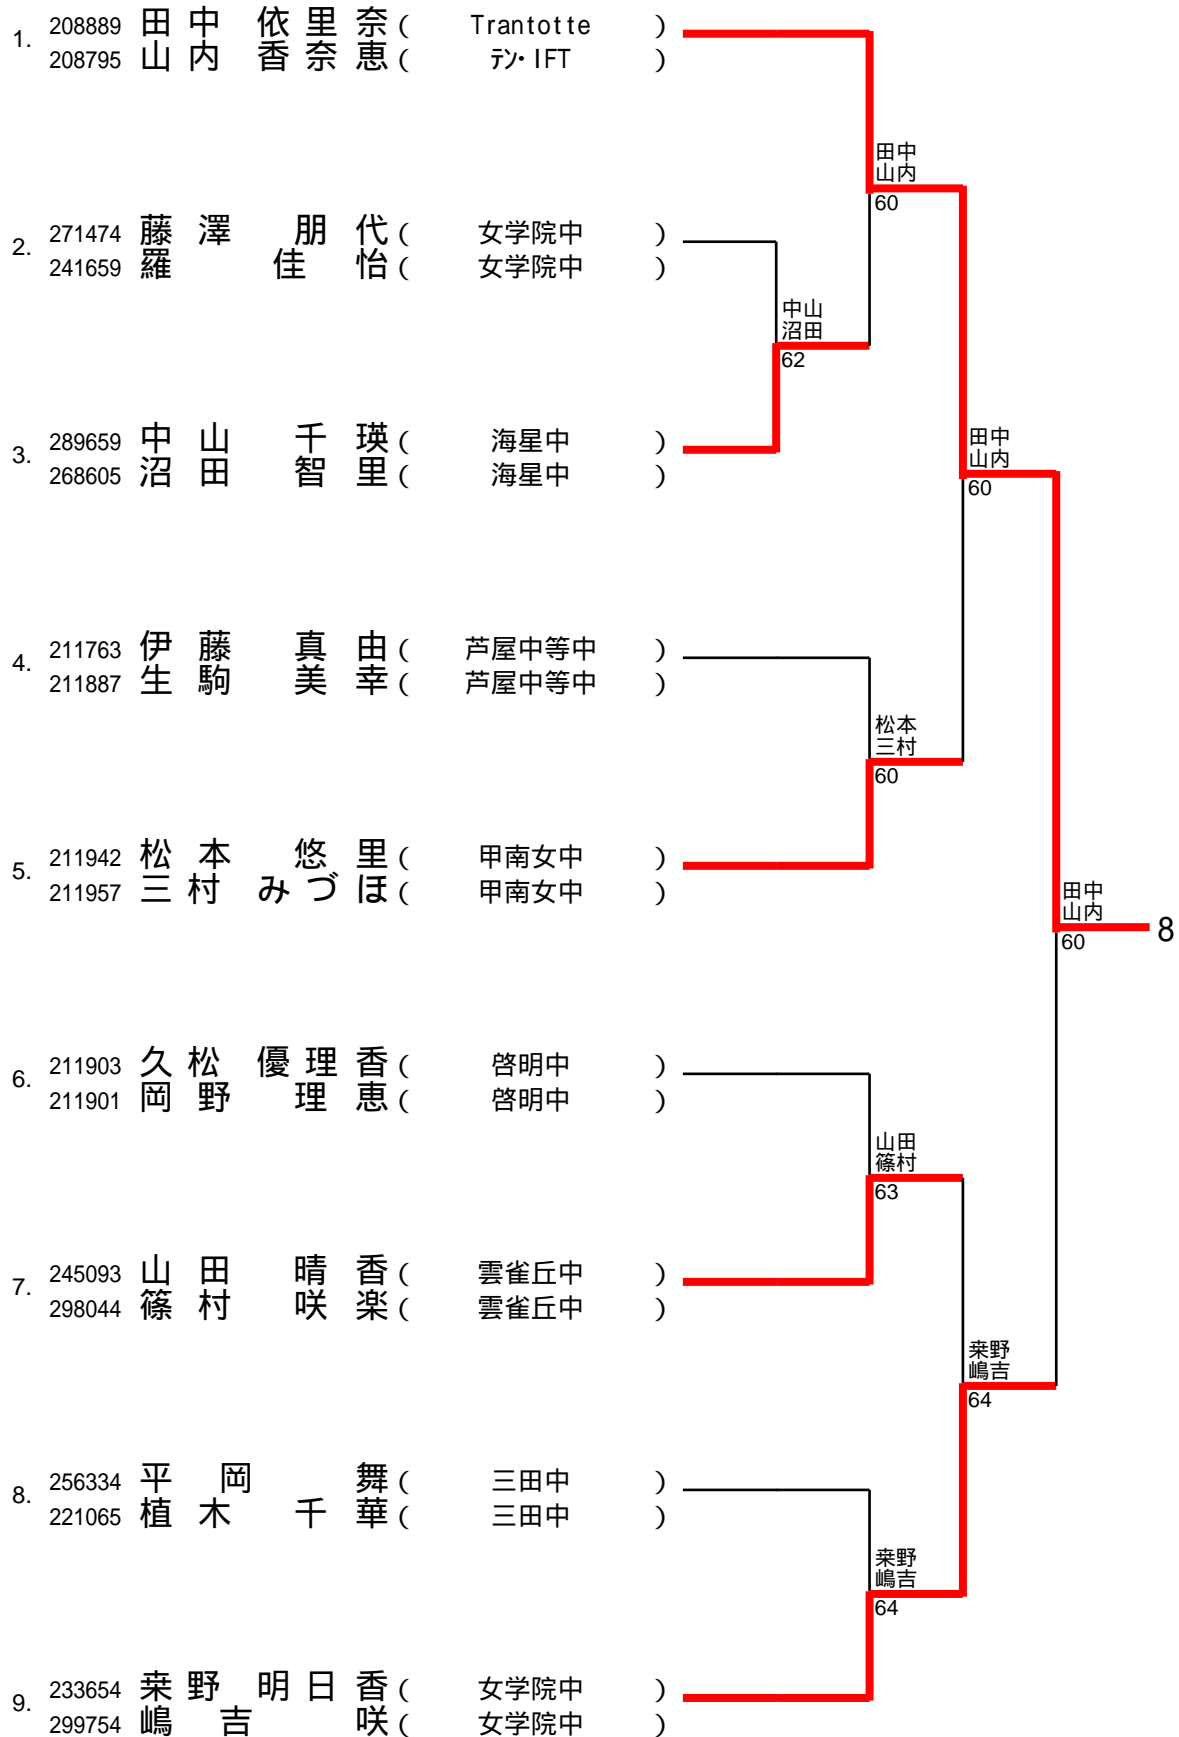 1. 208889 田中 依里奈 ( Trantotte )
208795 山内 香奈恵 ( テン・IFT )
田中
山内
60
2. 271474 藤澤 朋代 ( 女学院中 )
241659 羅 佳怡 ( 女学院中 )
中山
沼田
62
3. 289659 中山 千瑛 ( 海星中 )
268605 沼田 智里 ( 海星中 )
田中
山内
60
4. 211763 伊藤 真由 ( 芦屋中等中 )
211887 生駒 美幸 ( 芦屋中等中 )
松本
三村
60
5. 211942 松本 悠里 ( 甲南女中 )
211957 三村 みづほ ( 甲南女中 )
田中
山内
60
8
6. 211903 久松 優理香 ( 啓明中 )
211901 岡野 理恵 ( 啓明中 )
山田
篠村
63
7. 245093 山田 晴香 ( 雲雀丘中 )
298044 篠村 咲楽 ( 雲雀丘中 )
桒野
嶋吉
64
8. 256334 平岡 舞 ( 三田中 )
221065 植木 千華 ( 三田中 )
桒野
嶋吉
64
9. 233654 桒野 明日香 ( 女学院中 )
299754 嶋吉 咲 ( 女学院中 )